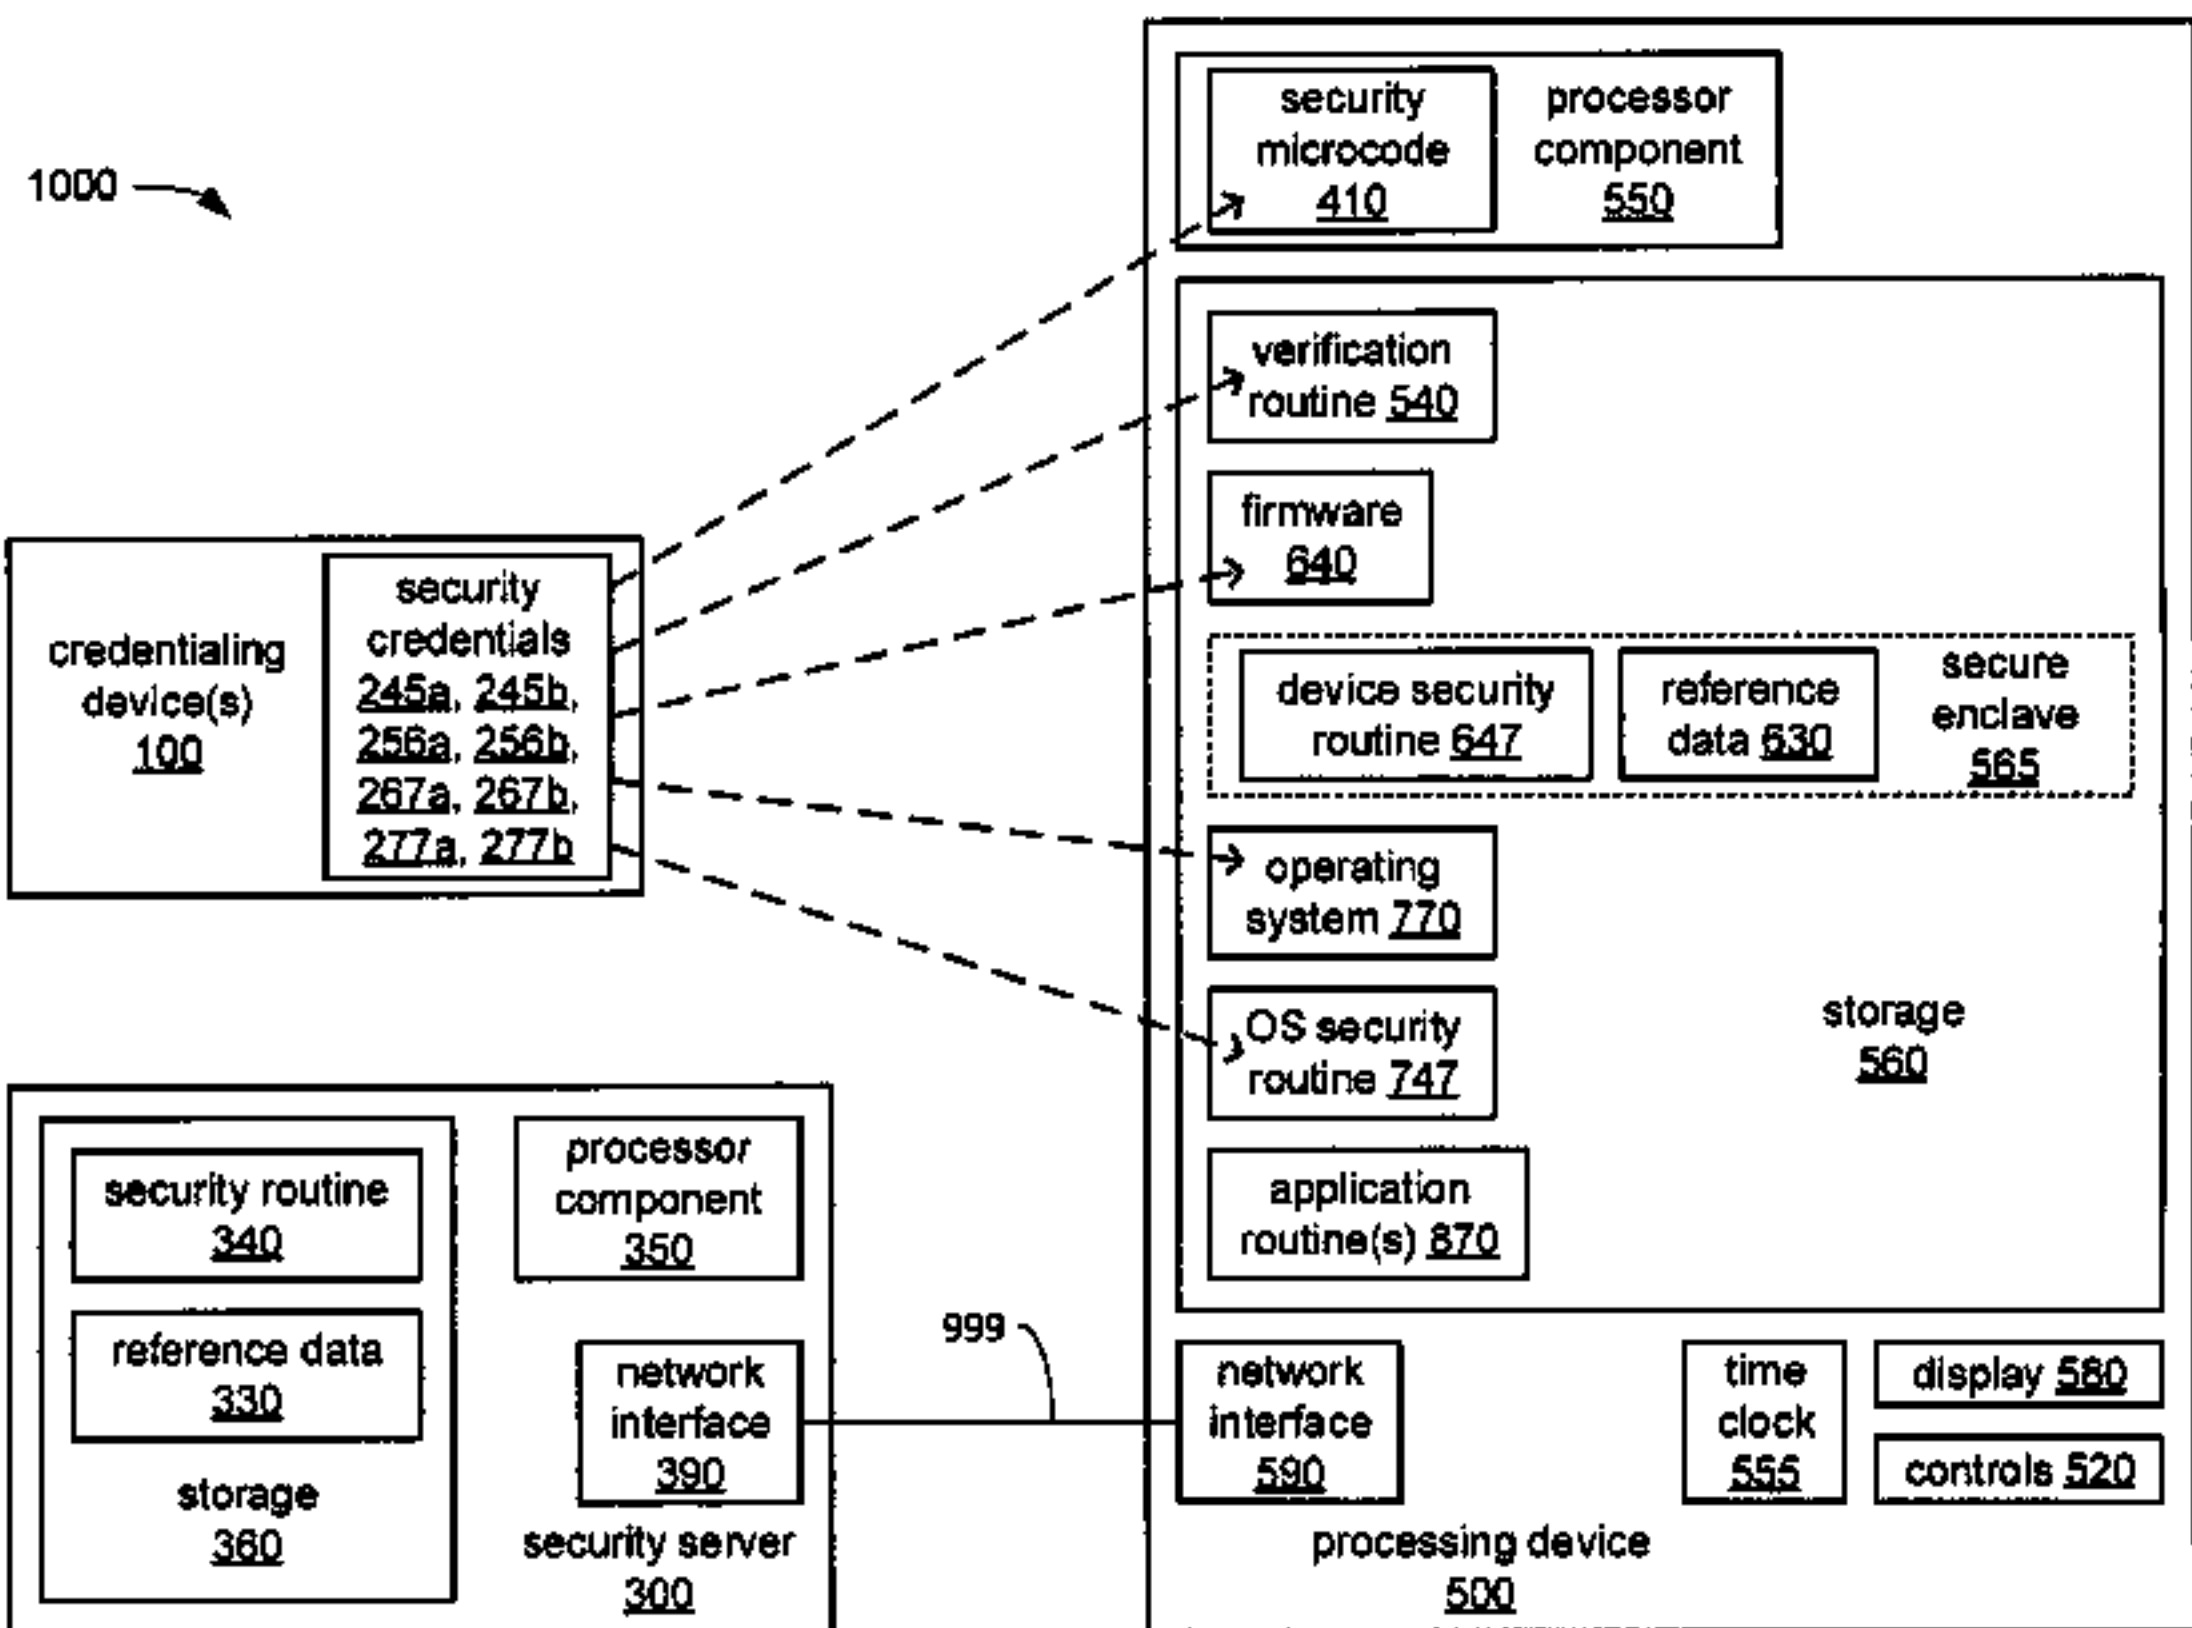 1000
credentialing
device(s)
100
security
credentials
245a, 245b,
256a, 256b,
267a, 267b,
277a, 277b
security
microcode
410
processor
component
550
verification
routine 540
firmware
640
device security
routine 647
reference
data 630
secure
enclave
565
operating
system 770
OS security
routine 747
application
routine(s) 870
storage
560
security routine
340
reference data
330
storage
360
processor
component
350
network
interface
390
security server
300
999
network
interface
590
time
clock
555
display 580
controls 520
processing device
500